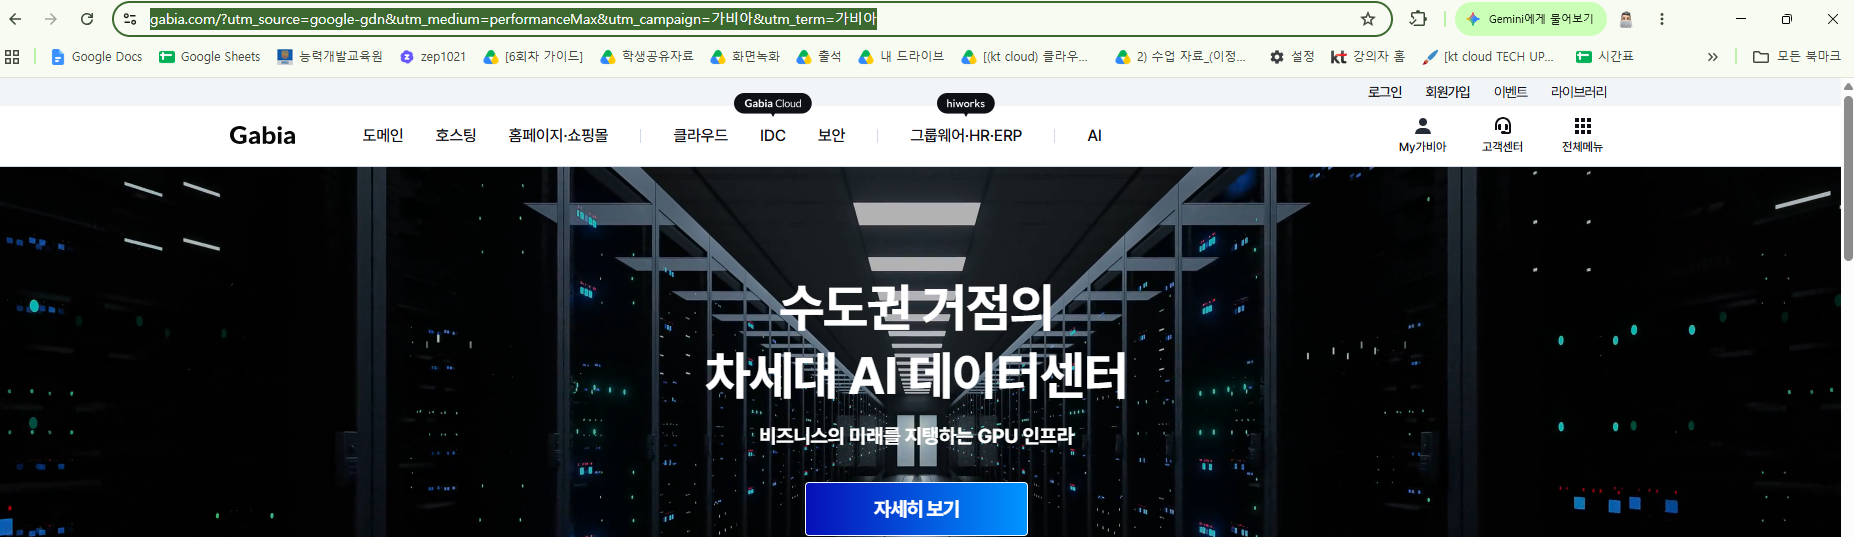 gabia.com/?utm_source=google-gdn&utm_medium=performanceMax&utm_campaign=가비아&utm_term=가비아
Gemini에게 물어보기
Google Docs Google Sheets 능력개발교육원 zep1021 [6회차 가이드] 학생공유자료 화면녹화 출석 내 드라이브 [(kt cloud) 클라우... 2) 수업 자료_(이정... 설정 kt 강의자 홈 [kt cloud TECH UP... 시간표 » 모든 북마크
로그인 회원가입 이벤트 라이브러리
Gabia Cloud hiworks
Gabia 도메인 호스팅 홈페이지·쇼핑몰 클라우드 IDC 보안 그룹웨어·HR·ERP AI
My가비아 고객센터 전체메뉴
수도권 거점의
차세대 AI 데이터센터
비즈니스의 미래를 지탱하는 GPU 인프라
자세히 보기